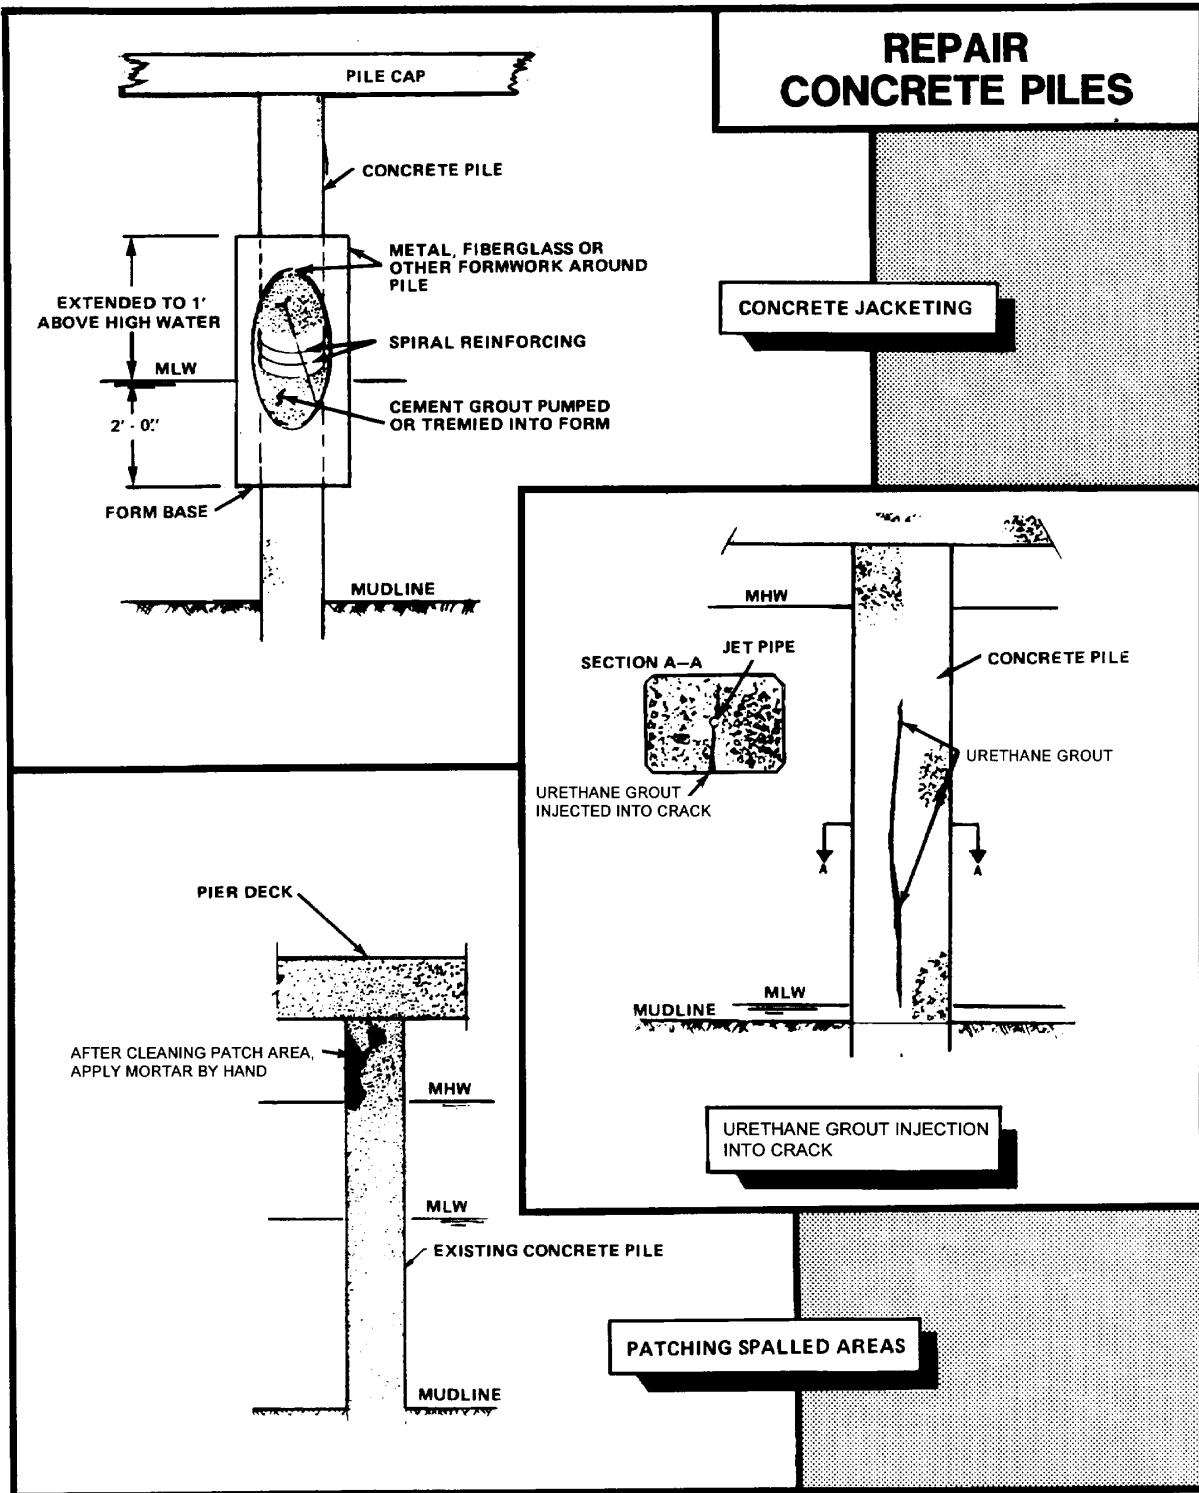 REPAIR
CONCRETE PILES
PILE CAP
CONCRETE PILE
METAL, FIBERGLASS OR
OTHER FORMWORK AROUND
PILE
EXTENDED TO 1'
ABOVE HIGH WATER
SPIRAL REINFORCING
MLW
CEMENT GROUT PUMPED
OR TREMIED INTO FORM
2' - 0"
FORM BASE
MUDLINE
CONCRETE JACKETING
MHW
JET PIPE
SECTION A–A
CONCRETE PILE
URETHANE GROUT
URETHANE GROUT
INJECTED INTO CRACK
A
A
MLW
MUDLINE
URETHANE GROUT INJECTION
INTO CRACK
PIER DECK
AFTER CLEANING PATCH AREA,
APPLY MORTAR BY HAND
MHW
MLW
EXISTING CONCRETE PILE
MUDLINE
PATCHING SPALLED AREAS